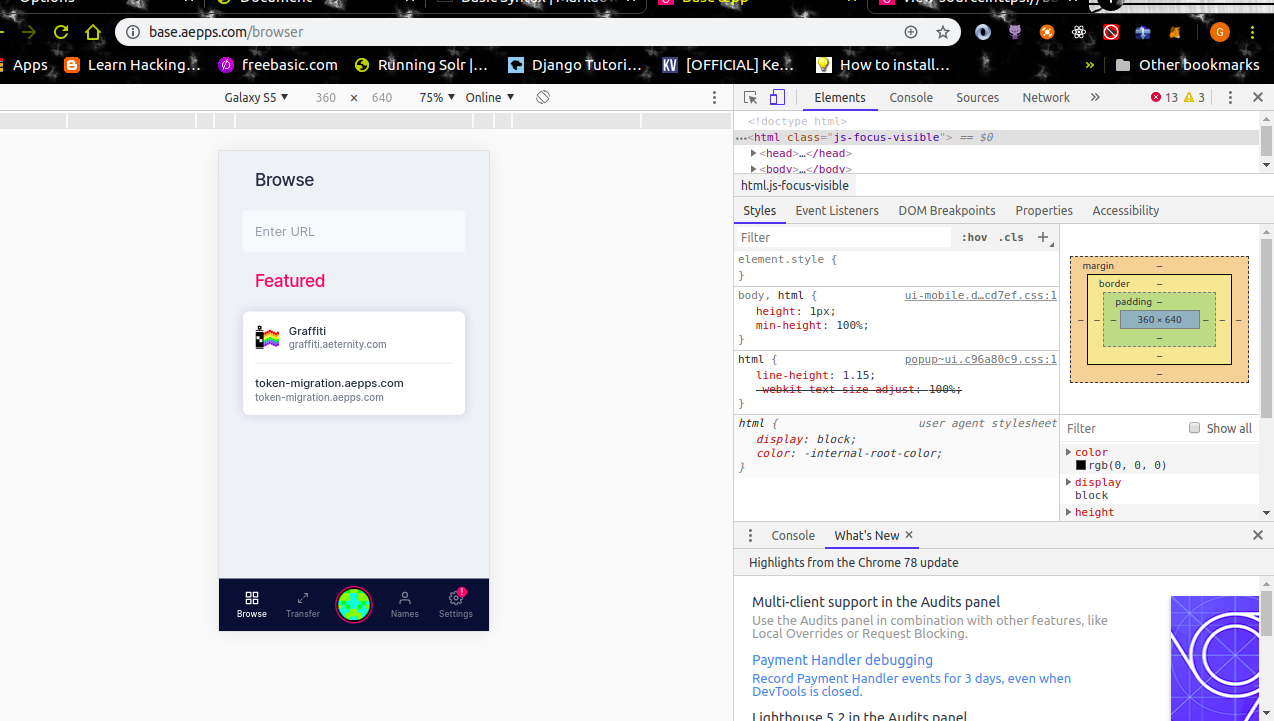 Options
Document
Basic Syntax | Markdow
Base æpp
view-source:https://ba
base.aepps.com/browser
G
Apps
Learn Hacking…
freebasic.com
Running Solr |…
Django Tutori…
KV
[OFFICIAL] Ke…
How to install…
»
Other bookmarks
Galaxy S5 ▼ 360 × 640 75% ▼ Online ▼
Elements Console Sources Network » 13 3
<!doctype html>
…<html class="js-focus-visible"> == $0
▶<head>…</head>
▶<body>…</body>
html.js-focus-visible
Styles Event Listeners DOM Breakpoints Properties Accessibility
Filter :hov .cls +
element.style {
}
body, html { ui-mobile.d…cd7ef.css:1
height: 1px;
min-height: 100%;
}
html { popup~ui.c96a80c9.css:1
line-height: 1.15;
-webkit-text-size-adjust: 100%;
}
html { user agent stylesheet
display: block;
color: -internal-root-color;
}
margin –
border –
padding –
– – – 360 × 640 – – –
–
–
–
Filter Show all
color
rgb(0, 0, 0)
display
block
height
Browse
Enter URL
Featured
Graffiti
graffiti.aeternity.com
token-migration.aepps.com
token-migration.aepps.com
Browse Transfer Names Settings
!
Console What's New ×
Highlights from the Chrome 78 update
Multi-client support in the Audits panel
Use the Audits panel in combination with other features, like
Local Overrides or Request Blocking.
Payment Handler debugging
Record Payment Handler events for 3 days, even when
DevTools is closed.
Lighthouse 5.2 in the Audits panel